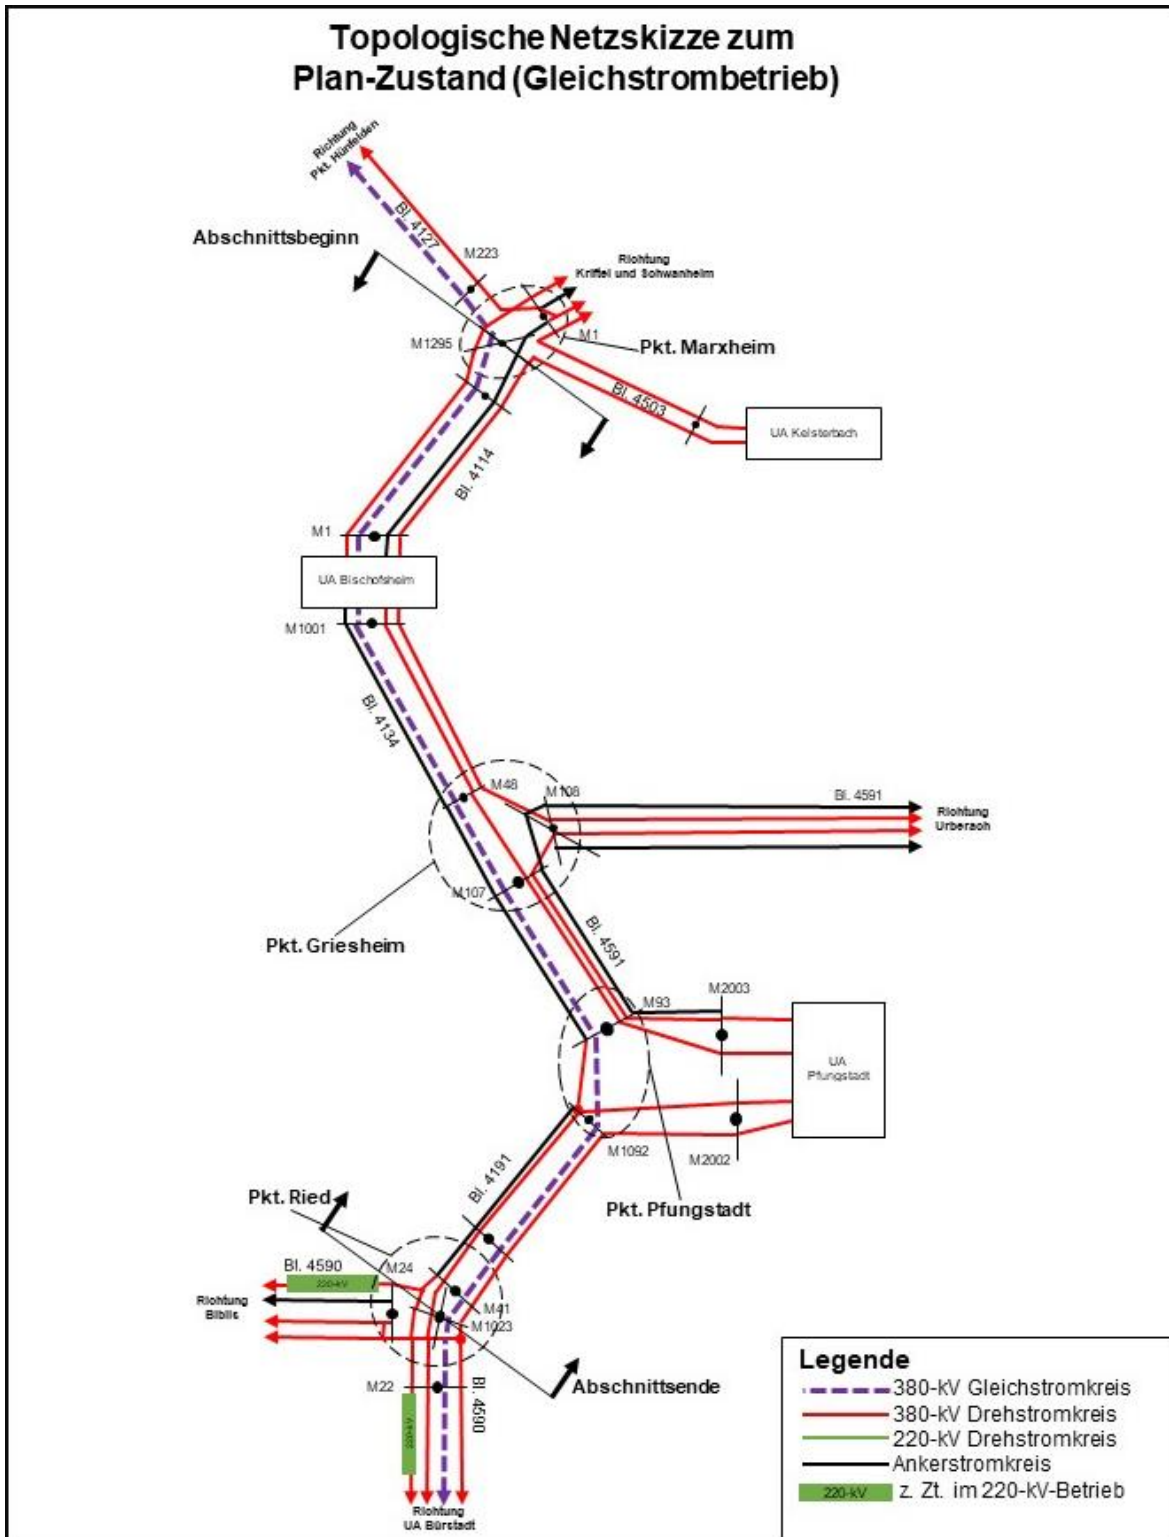 Topologische Netzskizze zum
Plan-Zustand (Gleichstrombetrieb)
Richtung
Pkt. Hünfelden
Bl. 4127
Abschnittsbeginn
M223
Richtung
Kriftel und Schwanheim
M1295
M1
Pkt. Marxheim
Bl. 4503
UA Kelsterbach
Bl. 4114
M1
UA Bischofsheim
M1001
Bl. 4134
M48
M108
Bl. 4591
Richtung
Urberach
M107
Pkt. Griesheim
Bl. 4591
M93
M2003
UA
Pfungstadt
M1092
M2002
Bl. 4191
Pkt. Ried
Pkt. Pfungstadt
Bl. 4590
M24
220-kV
Richtung
Biblis
M41
M1023
M22
Bl. 4590
Abschnittsende
220-kV
Richtung
UA Bürstadt
Legende
380-kV Gleichstromkreis
380-kV Drehstromkreis
220-kV Drehstromkreis
Ankerstromkreis
220-kV z. Zt. im 220-kV-Betrieb